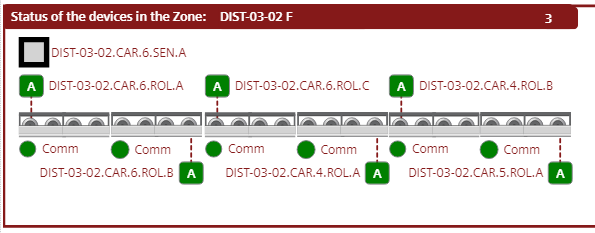 Status of the devices in the Zone: DIST-03-02 F 3
DIST-03-02.CAR.6.SEN.A
A DIST-03-02.CAR.6.ROL.A A DIST-03-02.CAR.6.ROL.C A DIST-03-02.CAR.4.ROL.B
Comm Comm Comm Comm Comm Comm
DIST-03-02.CAR.6.ROL.B A DIST-03-02.CAR.4.ROL.A A DIST-03-02.CAR.5.ROL.A A